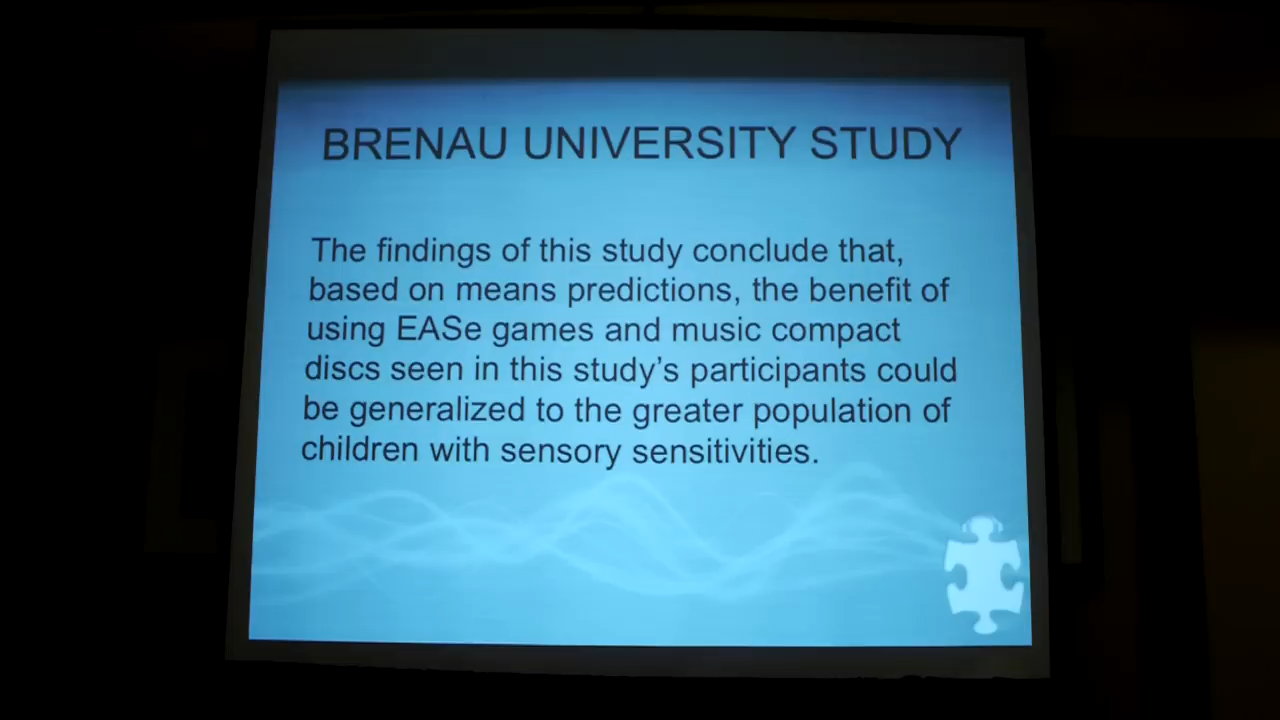 BRENAU UNIVERSITY STUDY
The findings of this study conclude that,
based on means predictions, the benefit of
using EASe games and music compact
discs seen in this study's participants could
be generalized to the greater population of
children with sensory sensitivities.